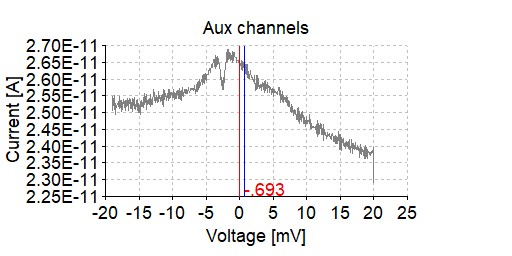 Aux channels
Current [A]
2.70E-11
2.65E-11
2.60E-11
2.55E-11
2.50E-11
2.45E-11
2.40E-11
2.35E-11
2.30E-11
2.25E-11
-.693
-20 -15 -10 -5 0 5 10 15 20 25
Voltage [mV]